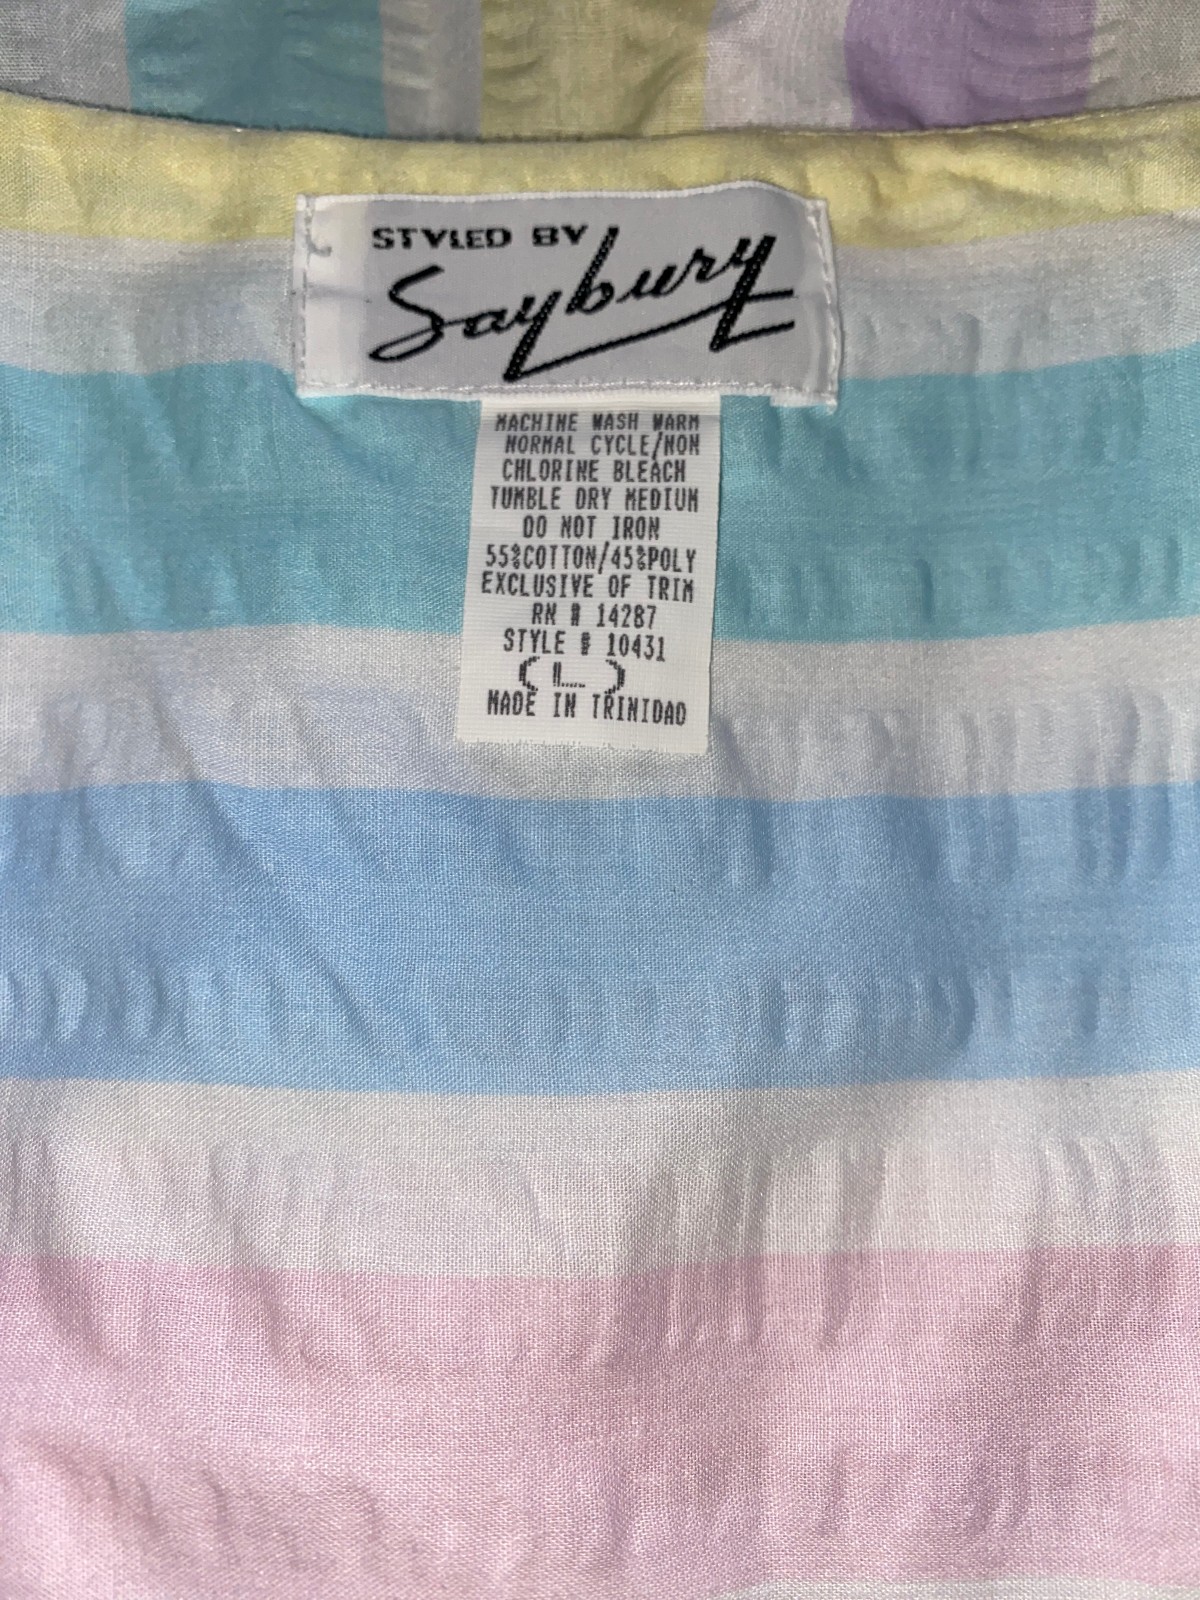 STYLED BY
Saybury
MACHINE WASH WARM
NORMAL CYCLE/NON
CHLORINE BLEACH
TUMBLE DRY MEDIUM
DO NOT IRON
55%COTTON/45%POLY
EXCLUSIVE OF TRIM
RN # 14287
STYLE # 10431
(L)
MADE IN TRINIDAD